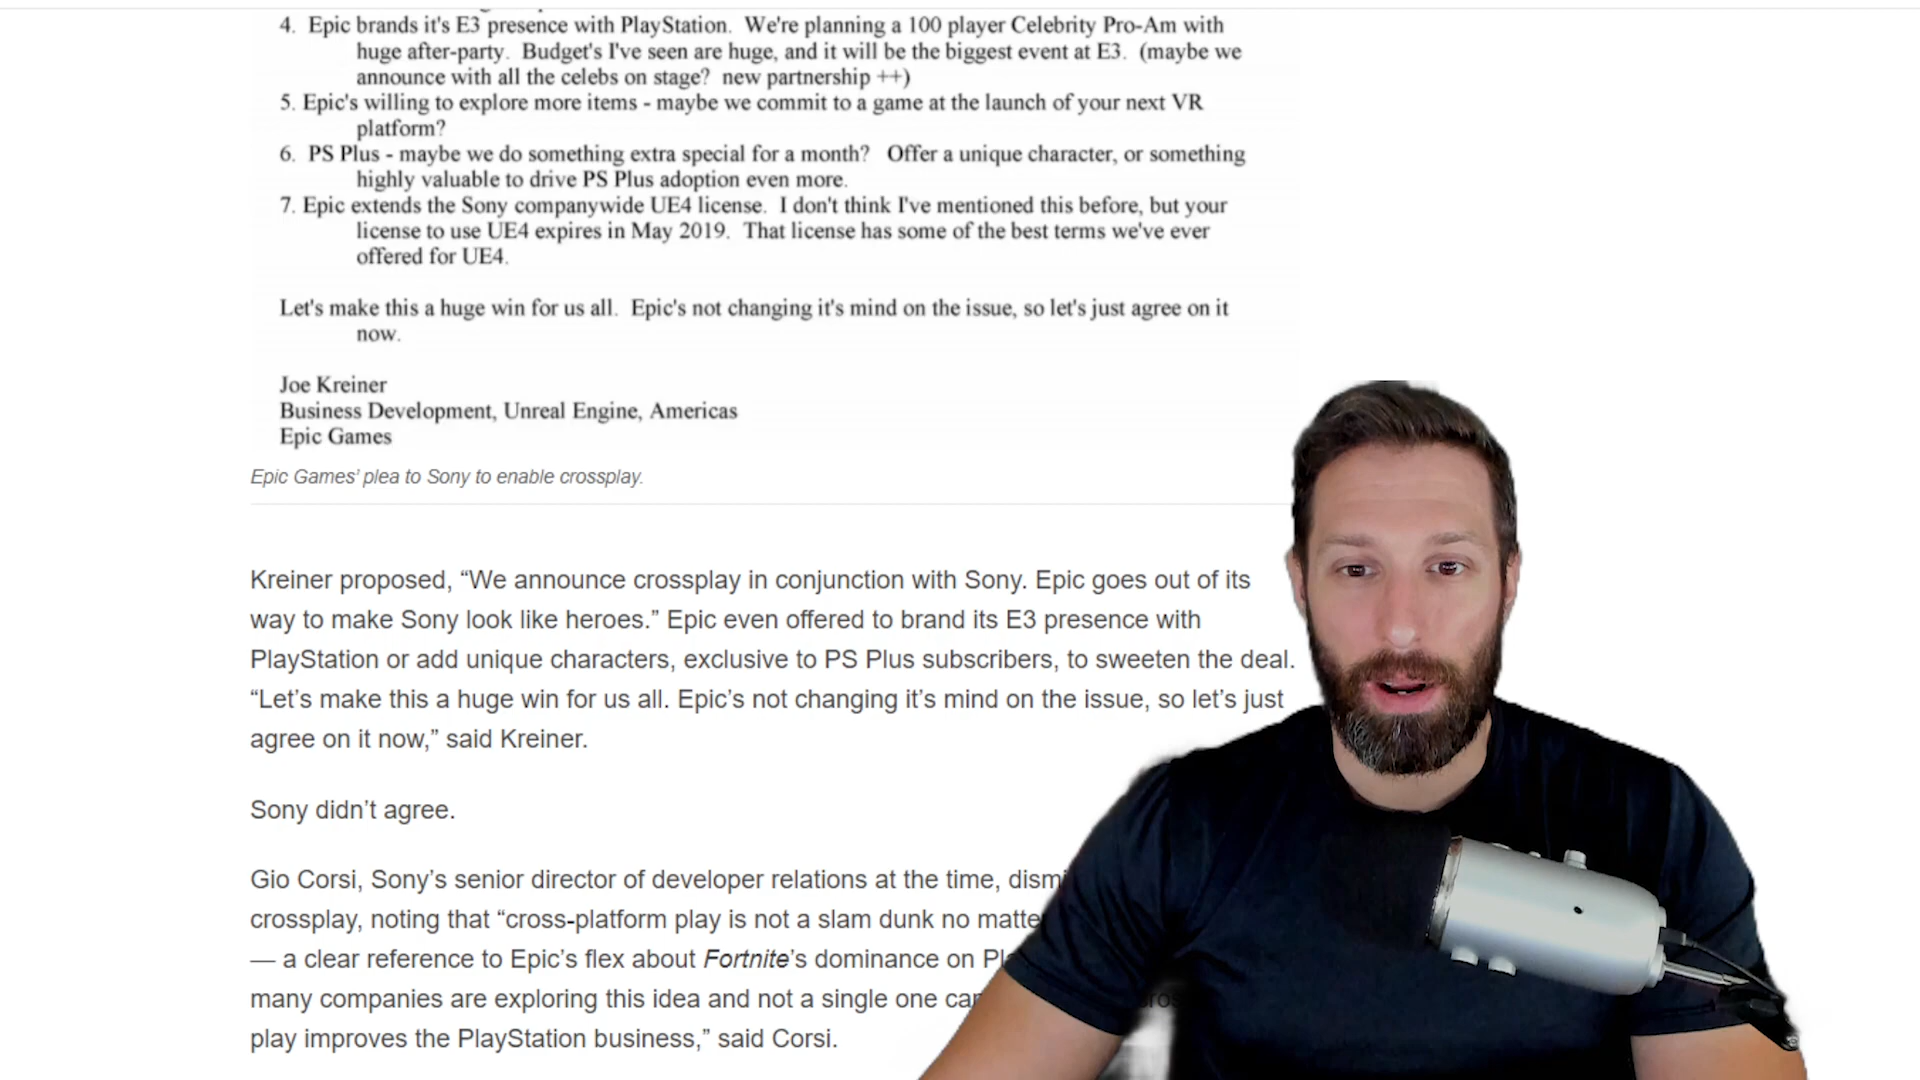 4. Epic brands it's E3 presence with PlayStation. We're planning a 100 player Celebrity Pro-Am with
huge after-party. Budget's I've seen are huge, and it will be the biggest event at E3. (maybe we
announce with all the celebs on stage? new partnership ++)
5. Epic's willing to explore more items - maybe we commit to a game at the launch of your next VR
platform?
6. PS Plus - maybe we do something extra special for a month? Offer a unique character, or something
highly valuable to drive PS Plus adoption even more.
7. Epic extends the Sony companywide UE4 license. I don't think I've mentioned this before, but your
license to use UE4 expires in May 2019. That license has some of the best terms we've ever
offered for UE4.
Let's make this a huge win for us all. Epic's not changing it's mind on the issue, so let's just agree on it
now.
Joe Kreiner
Business Development, Unreal Engine, Americas
Epic Games
Epic Games' plea to Sony to enable crossplay.
Kreiner proposed, “We announce crossplay in conjunction with Sony. Epic goes out of its
way to make Sony look like heroes.” Epic even offered to brand its E3 presence with
PlayStation or add unique characters, exclusive to PS Plus subscribers, to sweeten the deal.
“Let’s make this a huge win for us all. Epic’s not changing it’s mind on the issue, so let’s just
agree on it now,” said Kreiner.
Sony didn’t agree.
Gio Corsi, Sony’s senior director of developer relations at the time,
crossplay, noting that “cross-platform play is not a slam dunk no
— a clear reference to Epic’s flex about Fortnite’s dominance on
many companies are exploring this idea and not a single one
play improves the PlayStation business,” said Corsi.